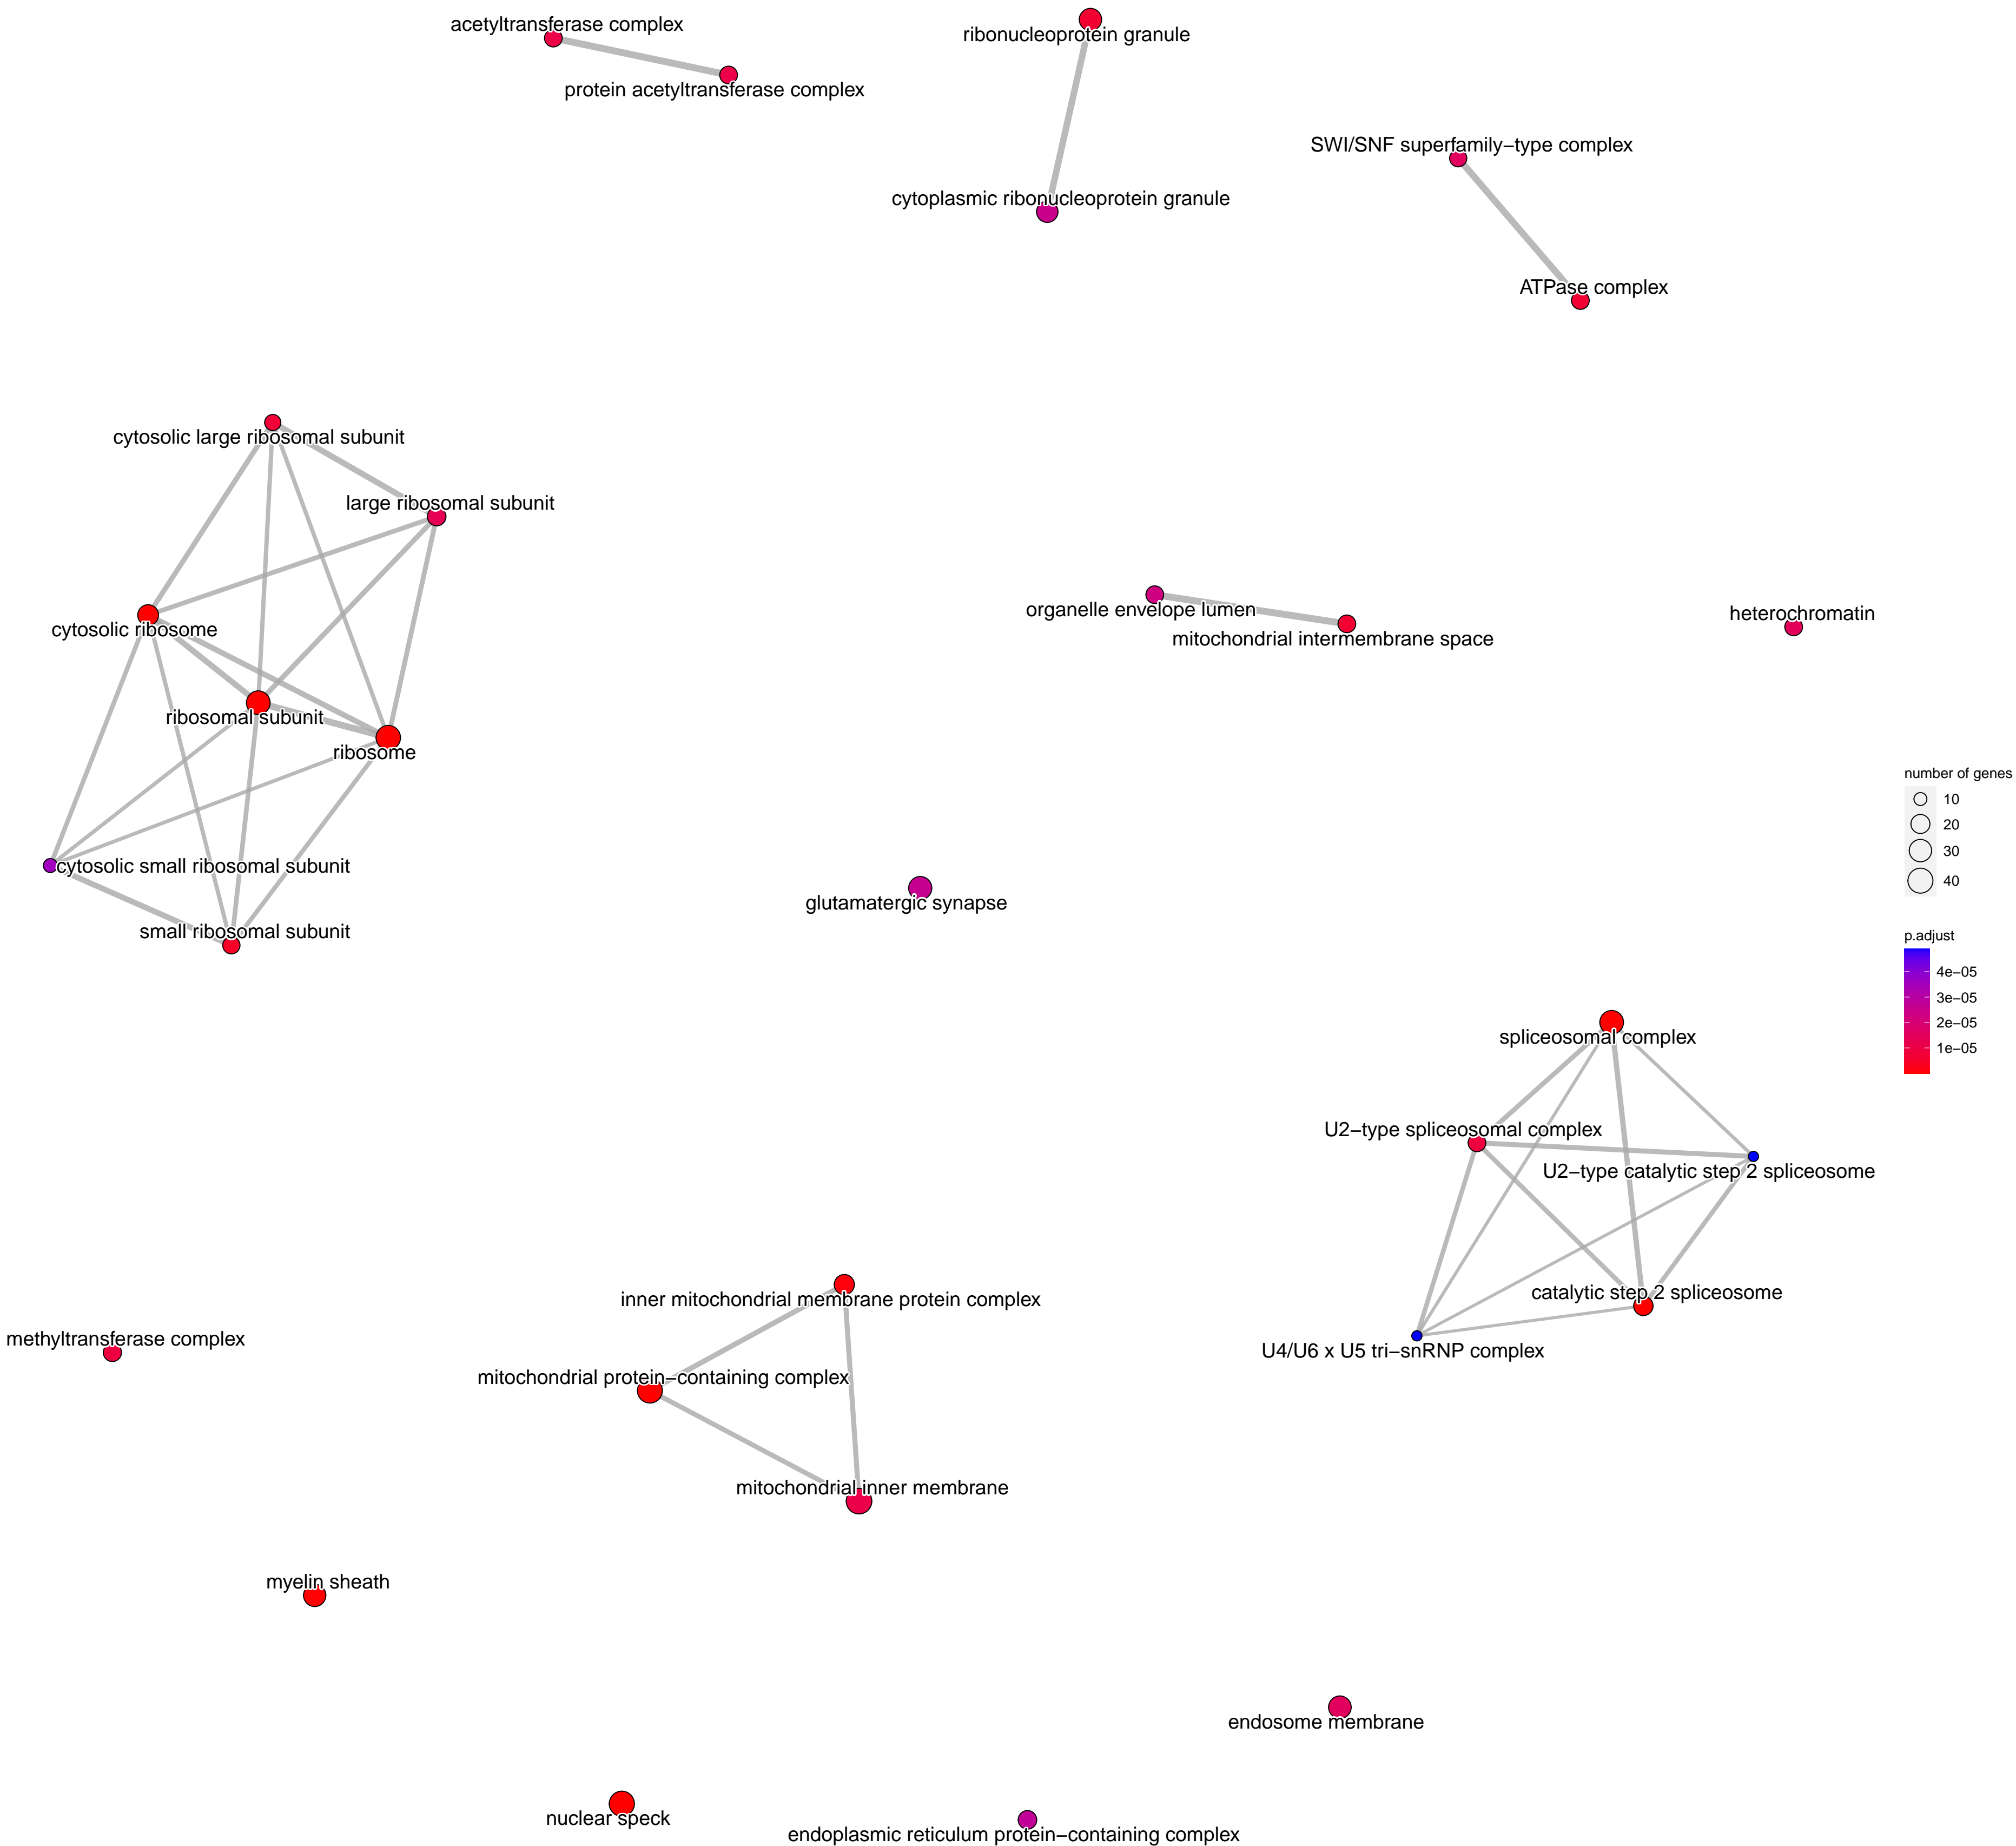 acetyltransferase complex
ribonucleoprotein granule
protein acetyltransferase complex
SWI/SNF superfamily−type complex
cytoplasmic ribonucleoprotein granule
ATPase complex
cytosolic large ribosomal subunit
large ribosomal subunit
organelle envelope lumen
heterochromatin
cytosolic ribosome
mitochondrial intermembrane space
ribosomal subunit
ribosome
number of genes
10
20
30
40
cytosolic small ribosomal subunit
glutamatergic synapse
small ribosomal subunit
p.adjust
4e−05
3e−05
2e−05
1e−05
spliceosomal complex
U2−type spliceosomal complex
U2−type catalytic step 2 spliceosome
catalytic step 2 spliceosome
inner mitochondrial membrane protein complex
methyltransferase complex
U4/U6 x U5 tri−snRNP complex
mitochondrial protein−containing complex
mitochondrial inner membrane
myelin sheath
endosome membrane
nuclear speck
endoplasmic reticulum protein−containing complex